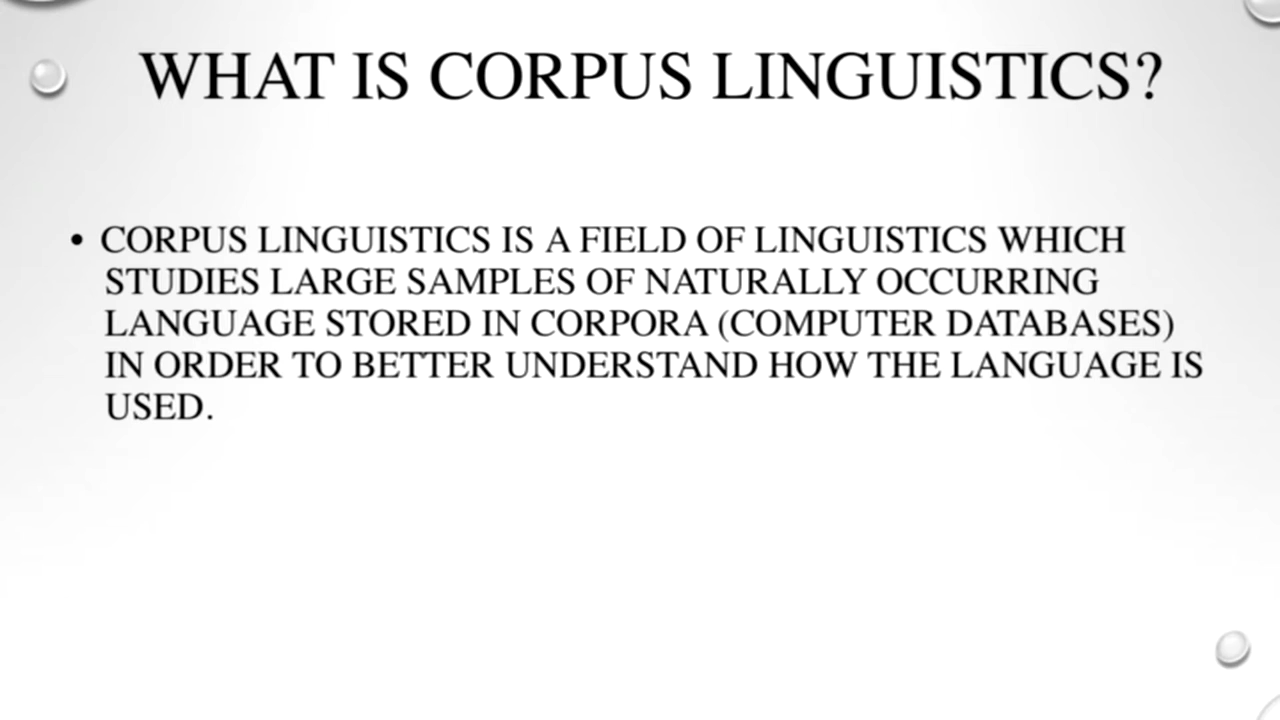 WHAT IS CORPUS LINGUISTICS?
• CORPUS LINGUISTICS IS A FIELD OF LINGUISTICS WHICH
STUDIES LARGE SAMPLES OF NATURALLY OCCURRING
LANGUAGE STORED IN CORPORA (COMPUTER DATABASES)
IN ORDER TO BETTER UNDERSTAND HOW THE LANGUAGE IS
USED.